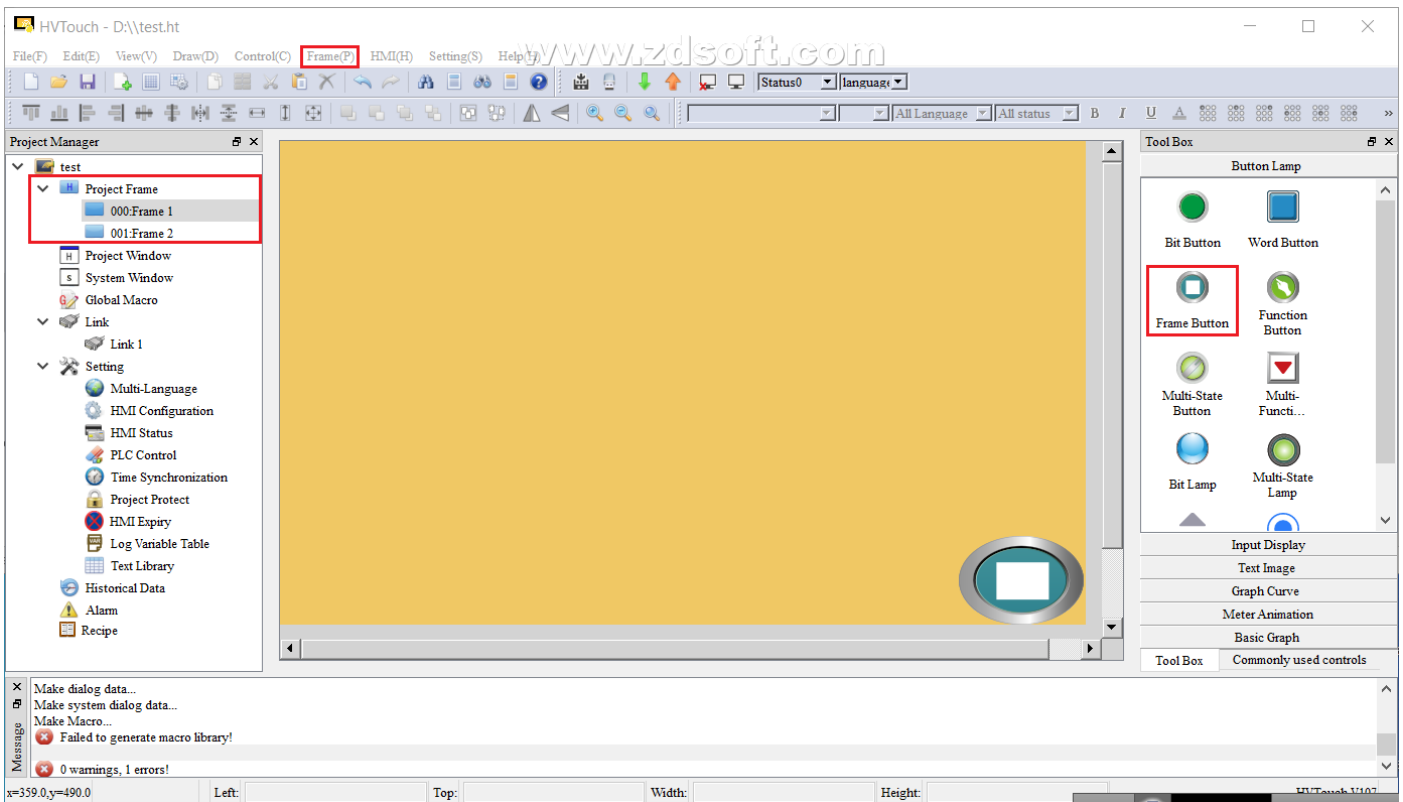 HVTouch - D:\\test.ht
File(F) Edit(E) View(V) Draw(D) Control(C) Frame(P) HMI(H) Setting(S) Help(H)
www.zdsoft.com
Status0 language
All Language All status B I U A
Project Manager
test
Project Frame
000:Frame 1
001:Frame 2
H Project Window
S System Window
Global Macro
Link
Link 1
Setting
Multi-Language
HMI Configuration
HMI Status
PLC Control
Time Synchronization
Project Protect
HMI Expiry
Log Variable Table
Text Library
Historical Data
Alarm
Recipe
Tool Box
Button Lamp
Bit Button Word Button
Frame Button Function Button
Multi-State Button Multi-Functi...
Bit Lamp Multi-State Lamp
Input Display
Text Image
Graph Curve
Meter Animation
Basic Graph
Tool Box Commonly used controls
Message
Make dialog data...
Make system dialog data...
Make Macro...
Failed to generate macro library!
0 warnings, 1 errors!
x=359.0,y=490.0 Left: Top: Width: Height: